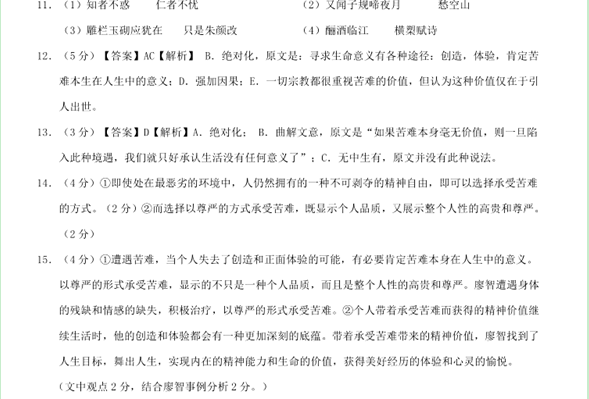 11.（1）知者不惑　仁者不忧　（2）又闻子规啼夜月　愁空山
（3）雕栏玉砌应犹在　只是朱颜改　（4）酾酒临江　横槊赋诗
12.（5分）【答案】AC【解析】 B．绝对化，原文是：寻求生命意义有各种途径：创造，体验，肯定苦
难本生在人生中的意义；D．强加因果；E．一切宗教都很重视苦难的价值，但认为这种价值仅在于引
人出世。
13.（3分）【答案】D【解析】A．绝对化； B．曲解文意，原文是“如果苦难本身毫无价值，则一旦陷
入此种境遇，我们就只好承认生活没有任何意义了”；C．无中生有，原文并没有此种说法。
14.（4分）①即使处在最恶劣的环境中，人仍然拥有的一种不可剥夺的精神自由，即可以选择承受苦难
的方式。（2分）②而选择以尊严的方式承受苦难，既显示个人品质，又展示整个人性的高贵和尊严。
（2分）
15.（4分）①遭遇苦难，当个人失去了创造和正面体验的可能，有必要肯定苦难本身在人生中的意义。
以尊严的形式承受苦难，显示的不只是一种个人品质，而且是整个人性的高贵和尊严。廖智遭遇身体
的残缺和情感的缺失，积极治疗，以尊严的形式承受苦难。②个人带着承受苦难而获得的精神价值继
续生活时，他的创造和体验都会有一种更加深刻的底蕴。带着承受苦难带来的精神价值，廖智找到了
人生目标，舞出人生，实现内在的精神能力和生命的价值，获得美好经历的体验和心灵的愉悦。
（文中观点2分，结合廖智事例分析2分。）